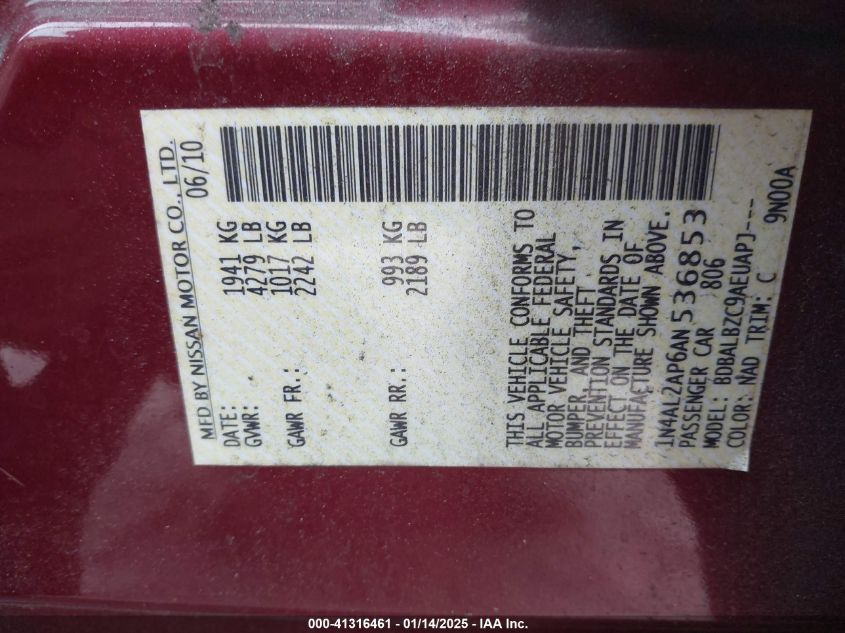 MFD BY NISSAN MOTOR CO., LTD.
DATE: 06/10
GVWR: 1941 KG
4279 LB
GAWR FR.: 1017 KG
2242 LB
GAWR RR.: 993 KG
2189 LB
THIS VEHICLE CONFORMS TO
ALL APPLICABLE FEDERAL
MOTOR VEHICLE SAFETY,
BUMPER, AND THEFT
PREVENTION STANDARDS IN
EFFECT ON THE DATE OF
MANUFACTURE SHOWN ABOVE.
1N4AL2AP6AN536853
PASSENGER CAR 806
MODEL: BDBALBZC9AEUAPJ---
COLOR: NAD TRIM: C 9N00A
000-41316461 - 01/14/2025 - IAA Inc.